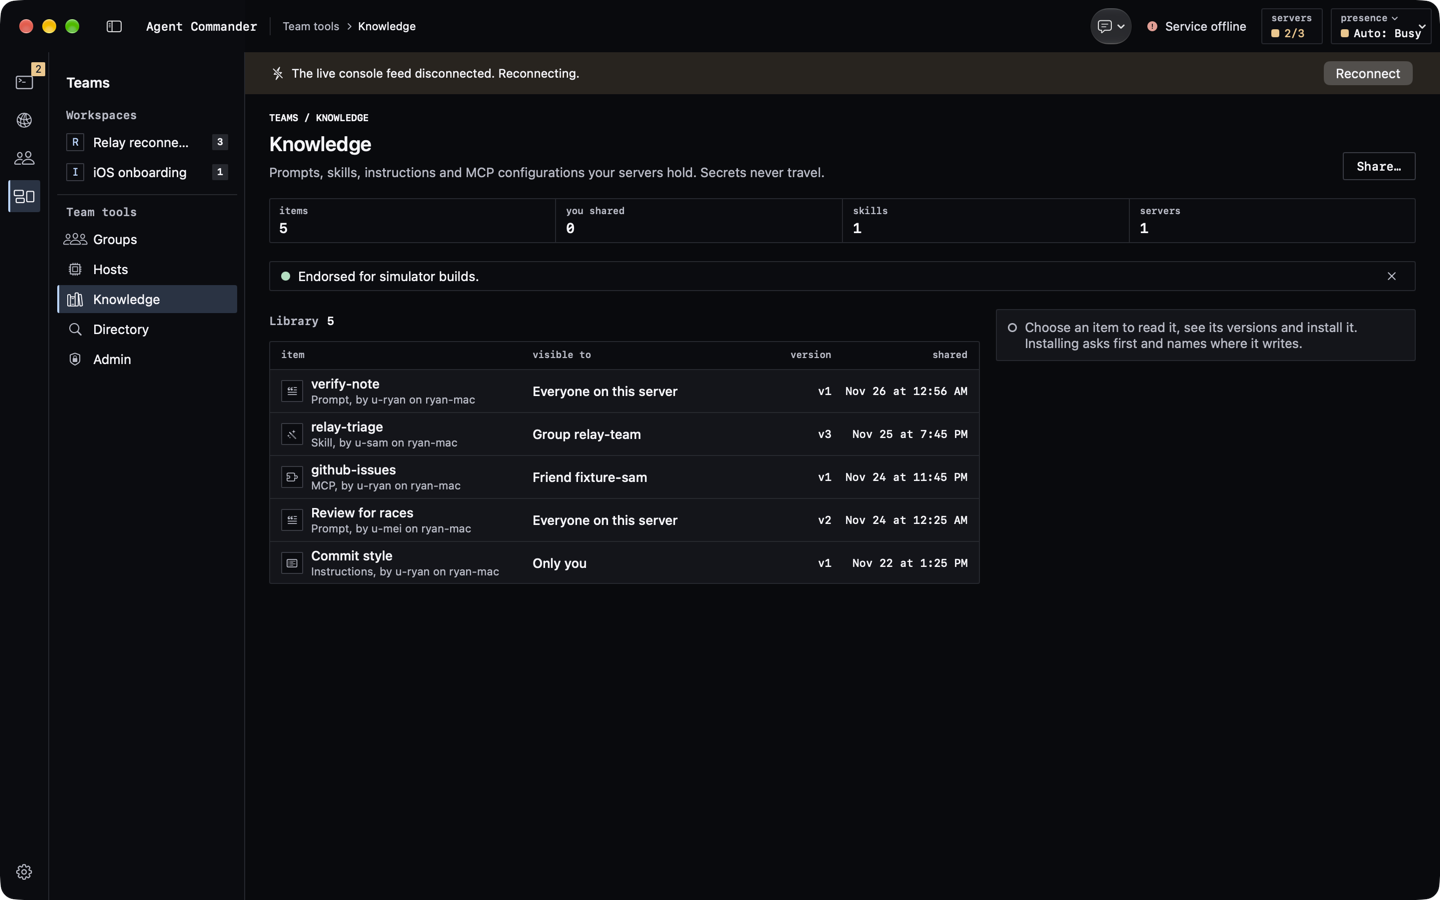 Agent Commander
Team tools > Knowledge
Service offline
servers
2/3
presence
Auto: Busy
2
Teams
Workspaces
R Relay reconne... 3
I iOS onboarding 1
Team tools
Groups
Hosts
Knowledge
Directory
Admin
The live console feed disconnected. Reconnecting.
Reconnect
TEAMS / KNOWLEDGE
Knowledge
Prompts, skills, instructions and MCP configurations your servers hold. Secrets never travel.
Share…
items
5
you shared
0
skills
1
servers
1
Endorsed for simulator builds.
Library 5
item visible to version shared
verify-note
Prompt, by u-ryan on ryan-mac
Everyone on this server v1 Nov 26 at 12:56 AM
relay-triage
Skill, by u-sam on ryan-mac
Group relay-team v3 Nov 25 at 7:45 PM
github-issues
MCP, by u-ryan on ryan-mac
Friend fixture-sam v1 Nov 24 at 11:45 PM
Review for races
Prompt, by u-mei on ryan-mac
Everyone on this server v2 Nov 24 at 12:25 AM
Commit style
Instructions, by u-ryan on ryan-mac
Only you v1 Nov 22 at 1:25 PM
Choose an item to read it, see its versions and install it.
Installing asks first and names where it writes.